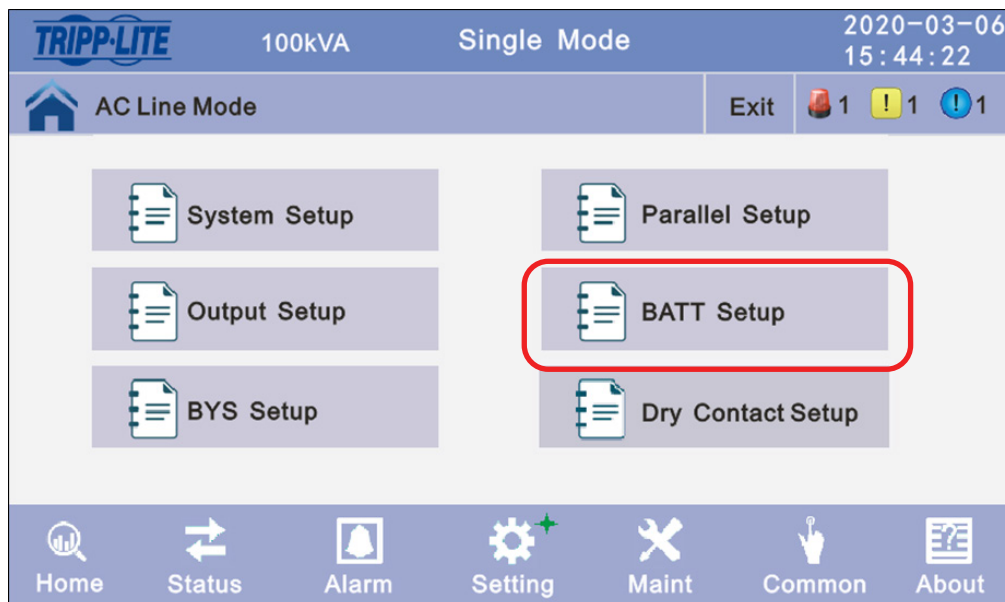 TRIPP·LITE 100kVA Single Mode 2020-03-06
15:44:22
AC Line Mode Exit 1 ! 1 ! 1
System Setup Parallel Setup
Output Setup BATT Setup
BYS Setup Dry Contact Setup
Home Status Alarm Setting Maint Common About